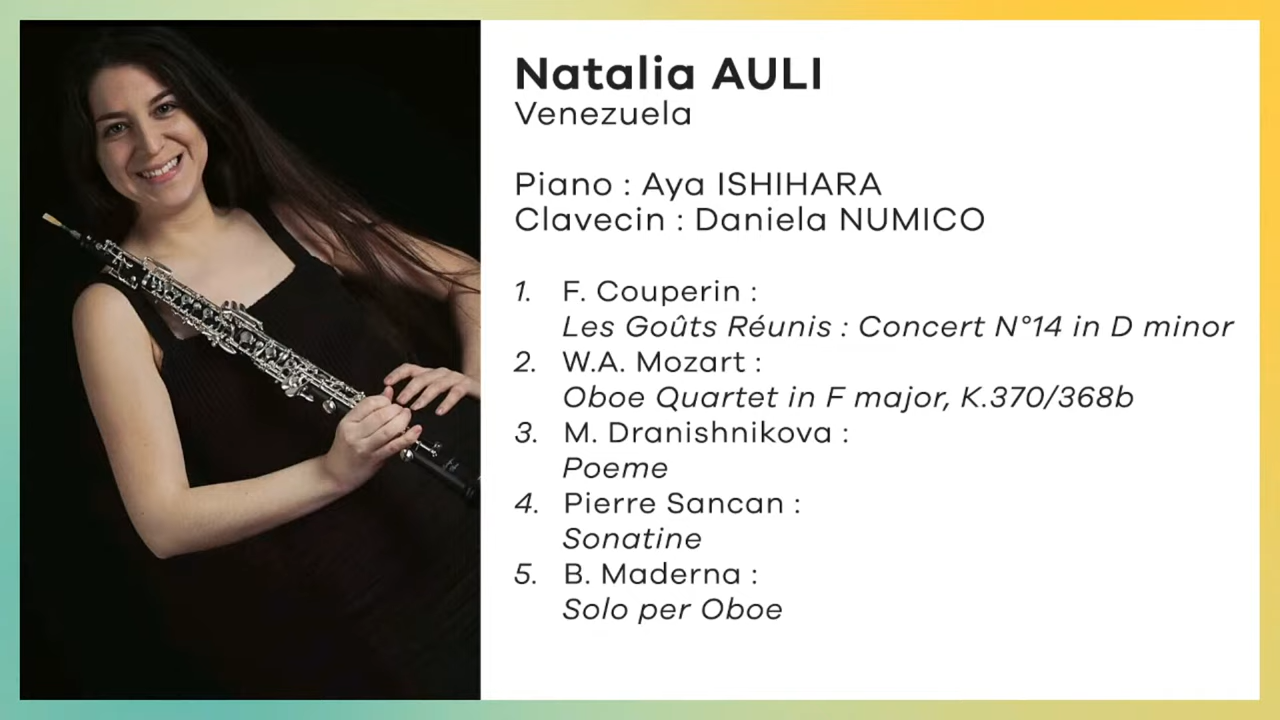 Natalia AULI
Venezuela
Piano : Aya ISHIHARA
Clavecin : Daniela NUMICO
1. F. Couperin :
Les Goûts Réunis : Concert N°14 in D minor
2. W.A. Mozart :
Oboe Quartet in F major, K.370/368b
3. M. Dranishnikova :
Poeme
4. Pierre Sancan :
Sonatine
5. B. Maderna :
Solo per Oboe